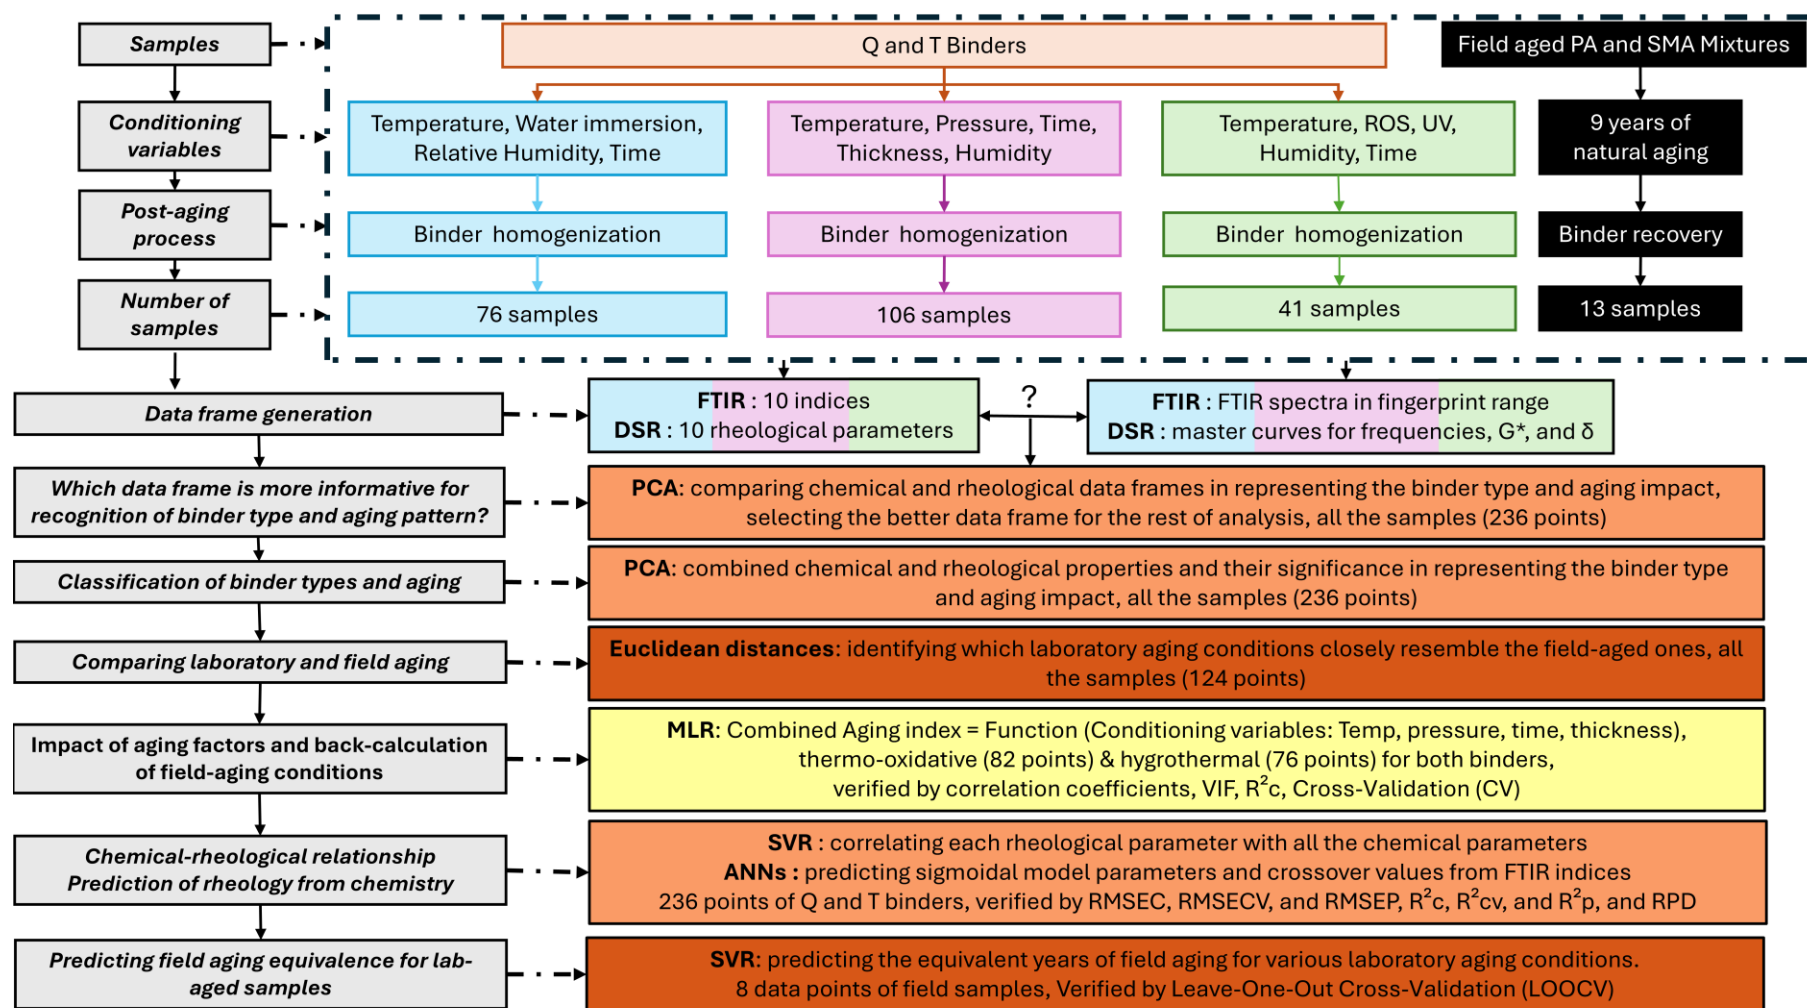 Samples
Q and T Binders
Field aged PA and SMA Mixtures
Conditioning
variables
Temperature, Water immersion,
Relative Humidity, Time
Temperature, Pressure, Time,
Thickness, Humidity
Temperature, ROS, UV,
Humidity, Time
9 years of
natural aging
Post-aging
process
Binder homogenization
Binder homogenization
Binder homogenization
Binder recovery
Number of
samples
76 samples
106 samples
41 samples
13 samples
Data frame generation
FTIR : 10 indices
DSR : 10 rheological parameters
?
FTIR : FTIR spectra in fingerprint range
DSR : master curves for frequencies, G*, and δ
Which data frame is more informative for
recognition of binder type and aging pattern?
PCA: comparing chemical and rheological data frames in representing the binder type and aging impact,
selecting the better data frame for the rest of analysis, all the samples (236 points)
Classification of binder types and aging
PCA: combined chemical and rheological properties and their significance in representing the binder type
and aging impact, all the samples (236 points)
Comparing laboratory and field aging
Euclidean distances: identifying which laboratory aging conditions closely resemble the field-aged ones, all
the samples (124 points)
Impact of aging factors and back-calculation
of field-aging conditions
MLR: Combined Aging index = Function (Conditioning variables: Temp, pressure, time, thickness),
thermo-oxidative (82 points) & hygrothermal (76 points) for both binders,
verified by correlation coefficients, VIF, R²c, Cross-Validation (CV)
Chemical-rheological relationship
Prediction of rheology from chemistry
SVR : correlating each rheological parameter with all the chemical parameters
ANNs : predicting sigmoidal model parameters and crossover values from FTIR indices
236 points of Q and T binders, verified by RMSEC, RMSECV, and RMSEP, R²c, R²cv, and R²p, and RPD
Predicting field aging equivalence for lab-
aged samples
SVR: predicting the equivalent years of field aging for various laboratory aging conditions.
8 data points of field samples, Verified by Leave-One-Out Cross-Validation (LOOCV)